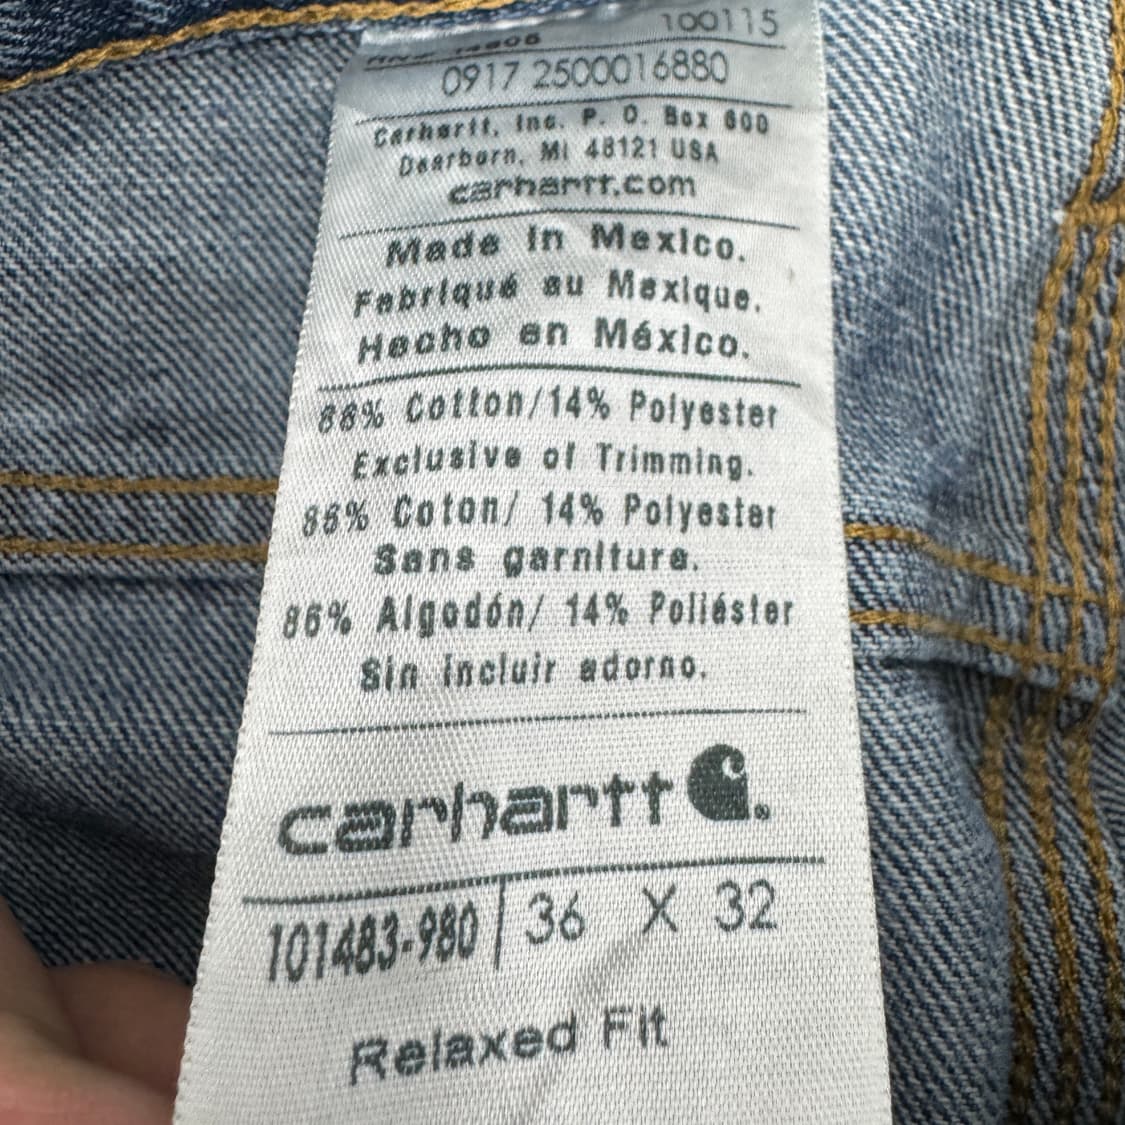 100115
0917 2500016880
Carhartt, Inc. P. O. Box 600
Dearborn, MI 48121 USA
carhartt.com
Made In Mexico.
Fabriqué au Mexique.
Hecho en México.
86% Cotton/14% Polyester
Exclusive of Trimming.
86% Coton/ 14% Polyester
Sans garniture.
86% Algodón/ 14% Poliéster
Sin incluir adorno.
carhartt
101483-980 | 36 X 32
Relaxed Fit